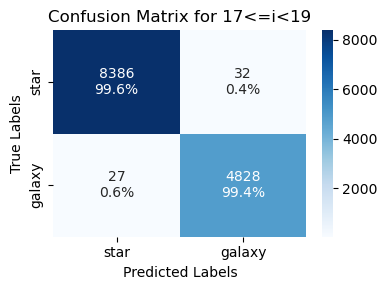 Confusion Matrix for 17<=i<19
True Labels
star
galaxy
8386
99.6%
32
0.4%
27
0.6%
4828
99.4%
star
galaxy
Predicted Labels
8000
6000
4000
2000